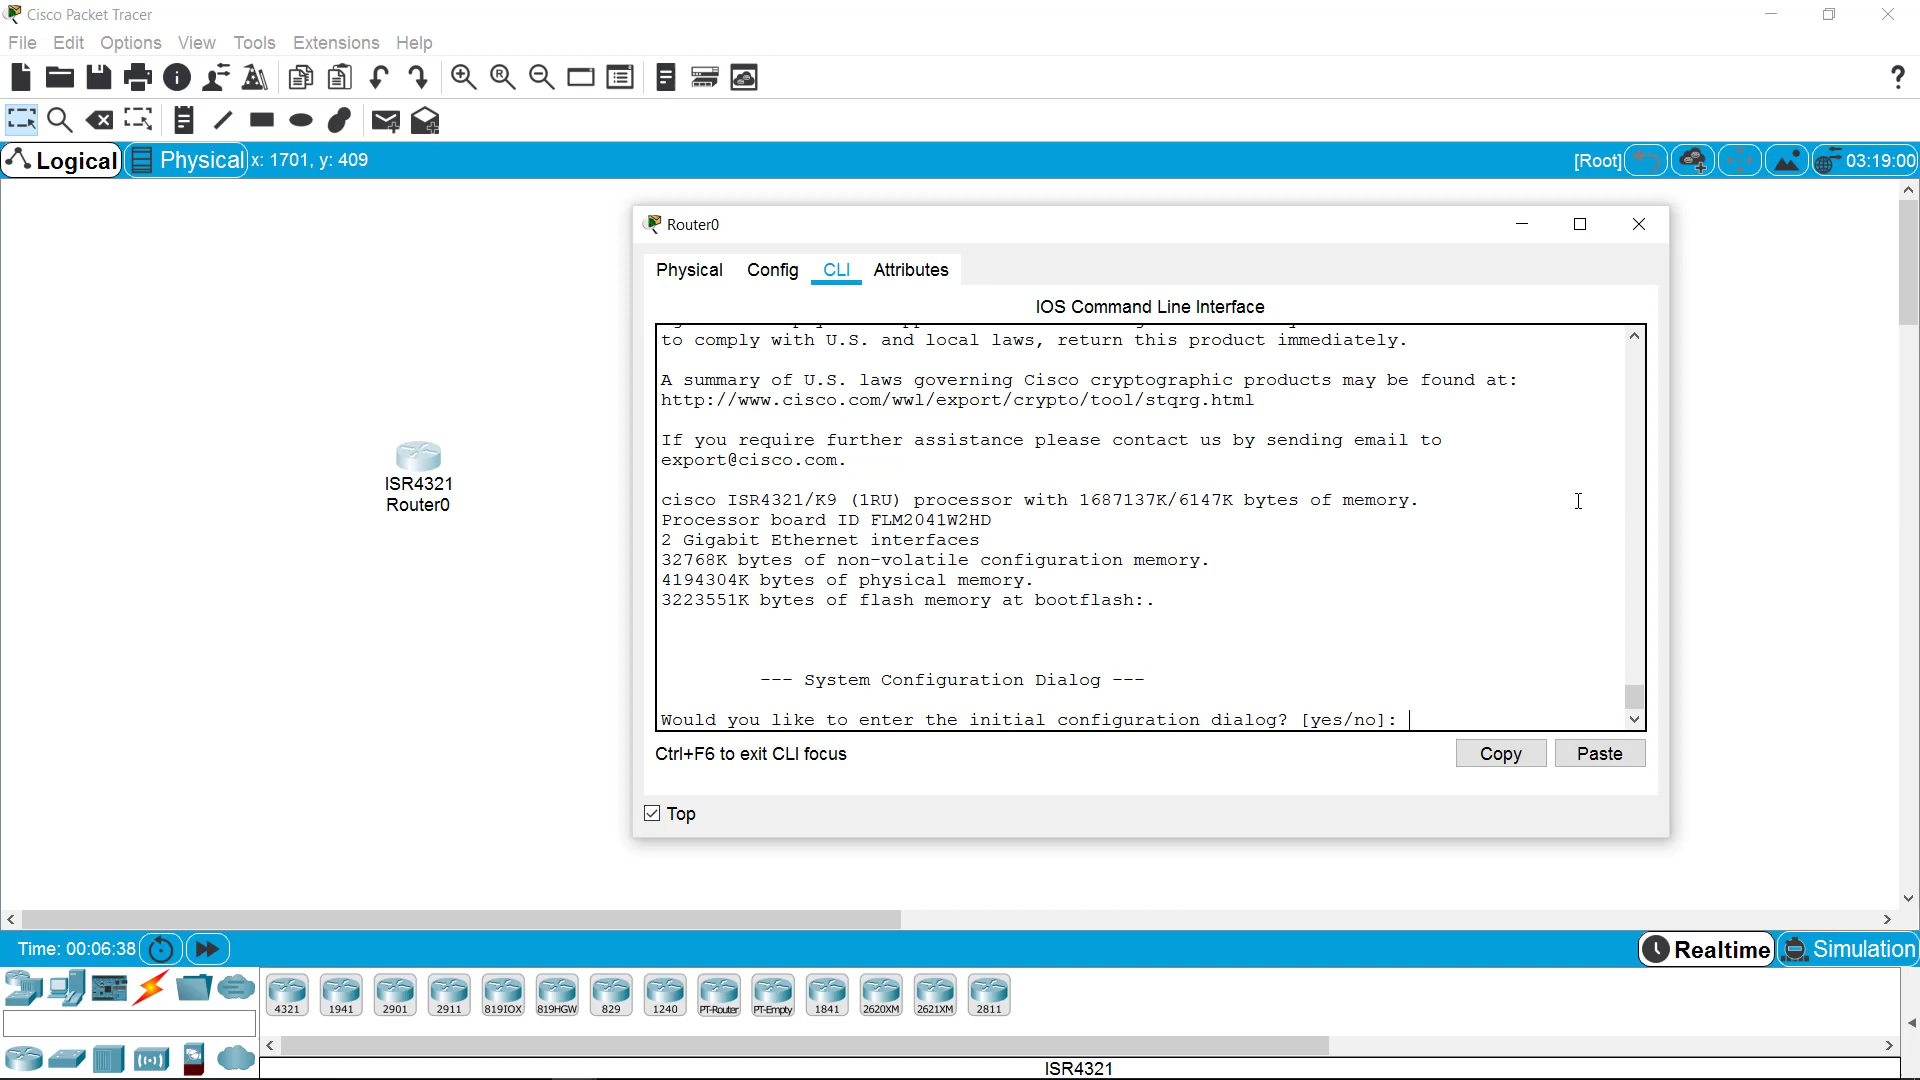 Cisco Packet Tracer
File Edit Options View Tools Extensions Help
Logical Physical x: 1701, y: 409 [Root] 03:19:00
Router0
Physical Config CLI Attributes
IOS Command Line Interface
to comply with U.S. and local laws, return this product immediately.
A summary of U.S. laws governing Cisco cryptographic products may be found at:
http://www.cisco.com/wwl/export/crypto/tool/stqrg.html
If you require further assistance please contact us by sending email to
export@cisco.com.
cisco ISR4321/K9 (1RU) processor with 1687137K/6147K bytes of memory.
Processor board ID FLM2041W2HD
2 Gigabit Ethernet interfaces
32768K bytes of non-volatile configuration memory.
4194304K bytes of physical memory.
3223551K bytes of flash memory at bootflash:.
--- System Configuration Dialog ---
Would you like to enter the initial configuration dialog? [yes/no]:
Ctrl+F6 to exit CLI focus
Copy Paste
Top
ISR4321
Router0
Time: 00:06:38 Realtime Simulation
4321 1941 2901 2911 819IOX 819HGW 829 1240 PT-Router PT-Empty 1841 2620XM 2621XM 2811
ISR4321